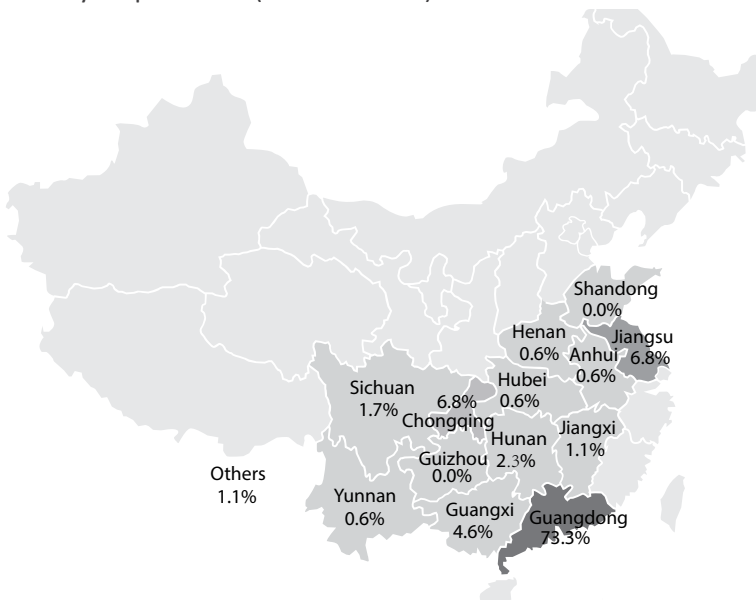 Shandong
0.0%
Henan
0.6%
Jiangsu
6.8%
Anhui
0.6%
Hubei
0.6%
Sichuan
1.7%
6.8%
Chongqing
Jiangxi
1.1%
Hunan
2.3%
Guizhou
0.0%
Others
1.1%
Yunnan
0.6%
Guangxi
4.6%
Guangdong
73.3%